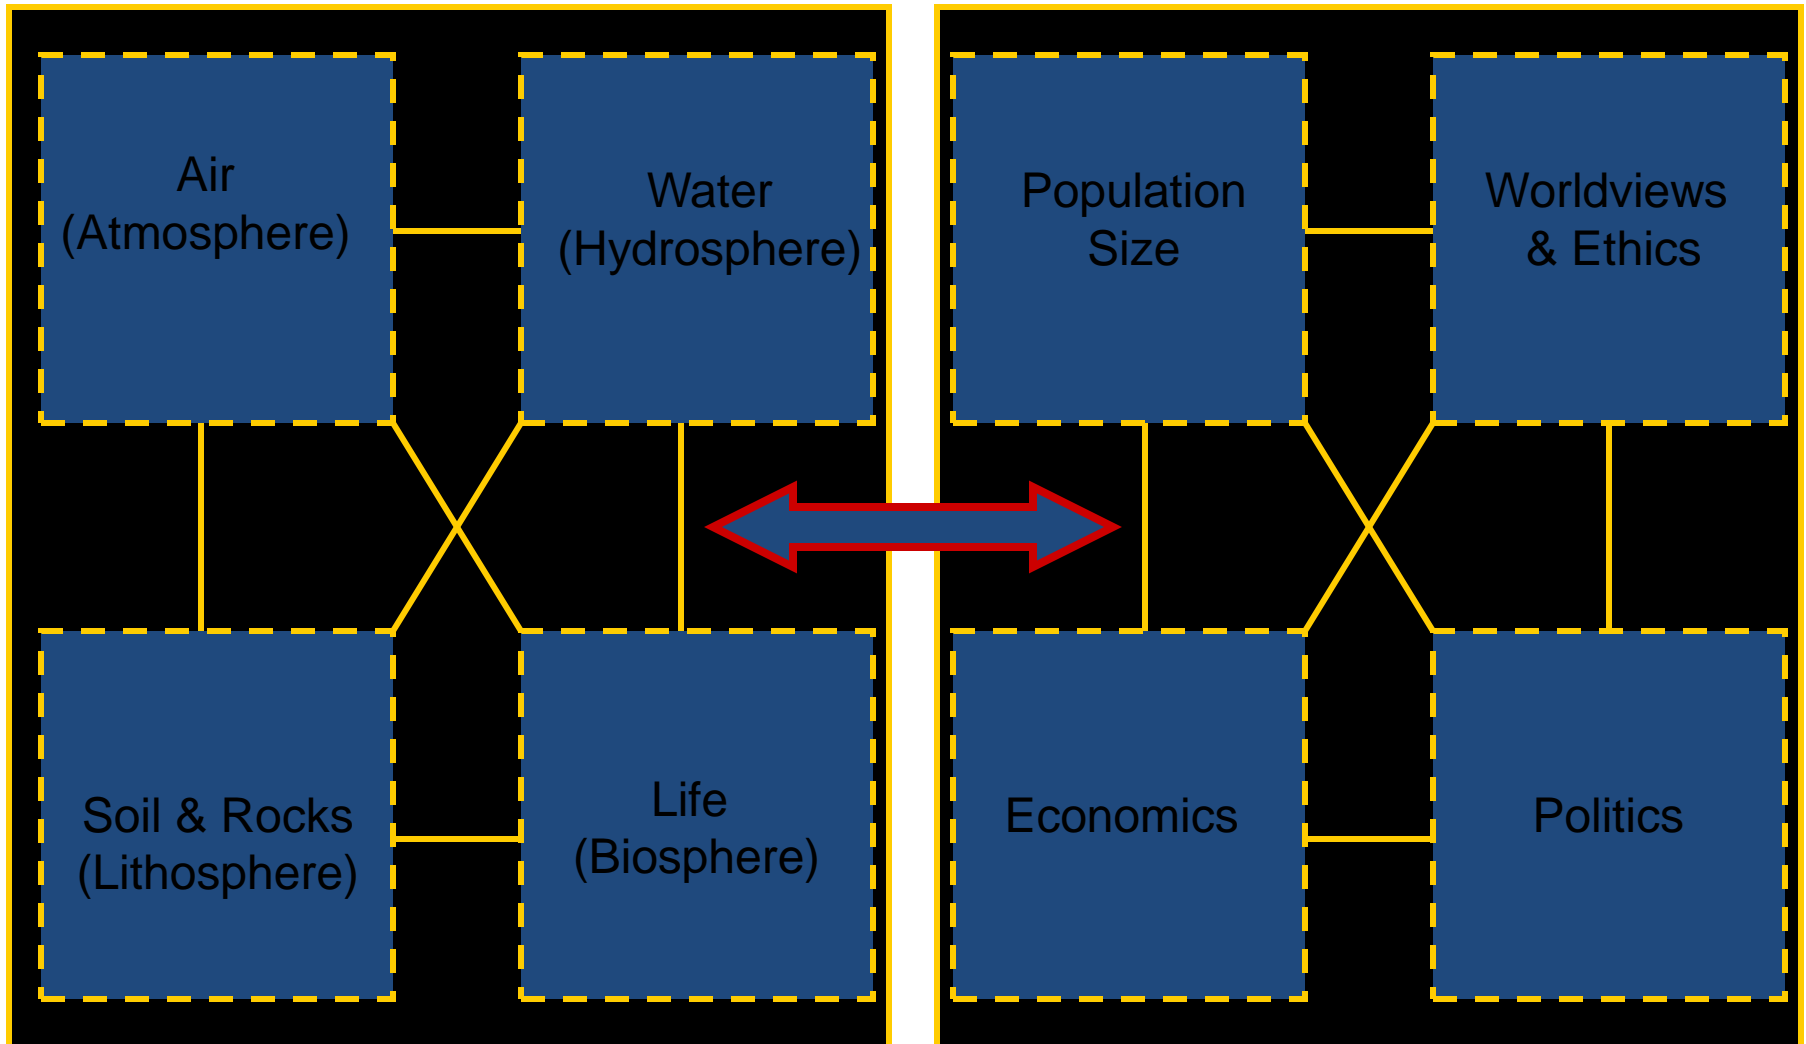 Air
(Atmosphere)
Water
(Hydrosphere)
Population
Size
Worldviews
& Ethics
Soil & Rocks
(Lithosphere)
Life
(Biosphere)
Economics
Politics